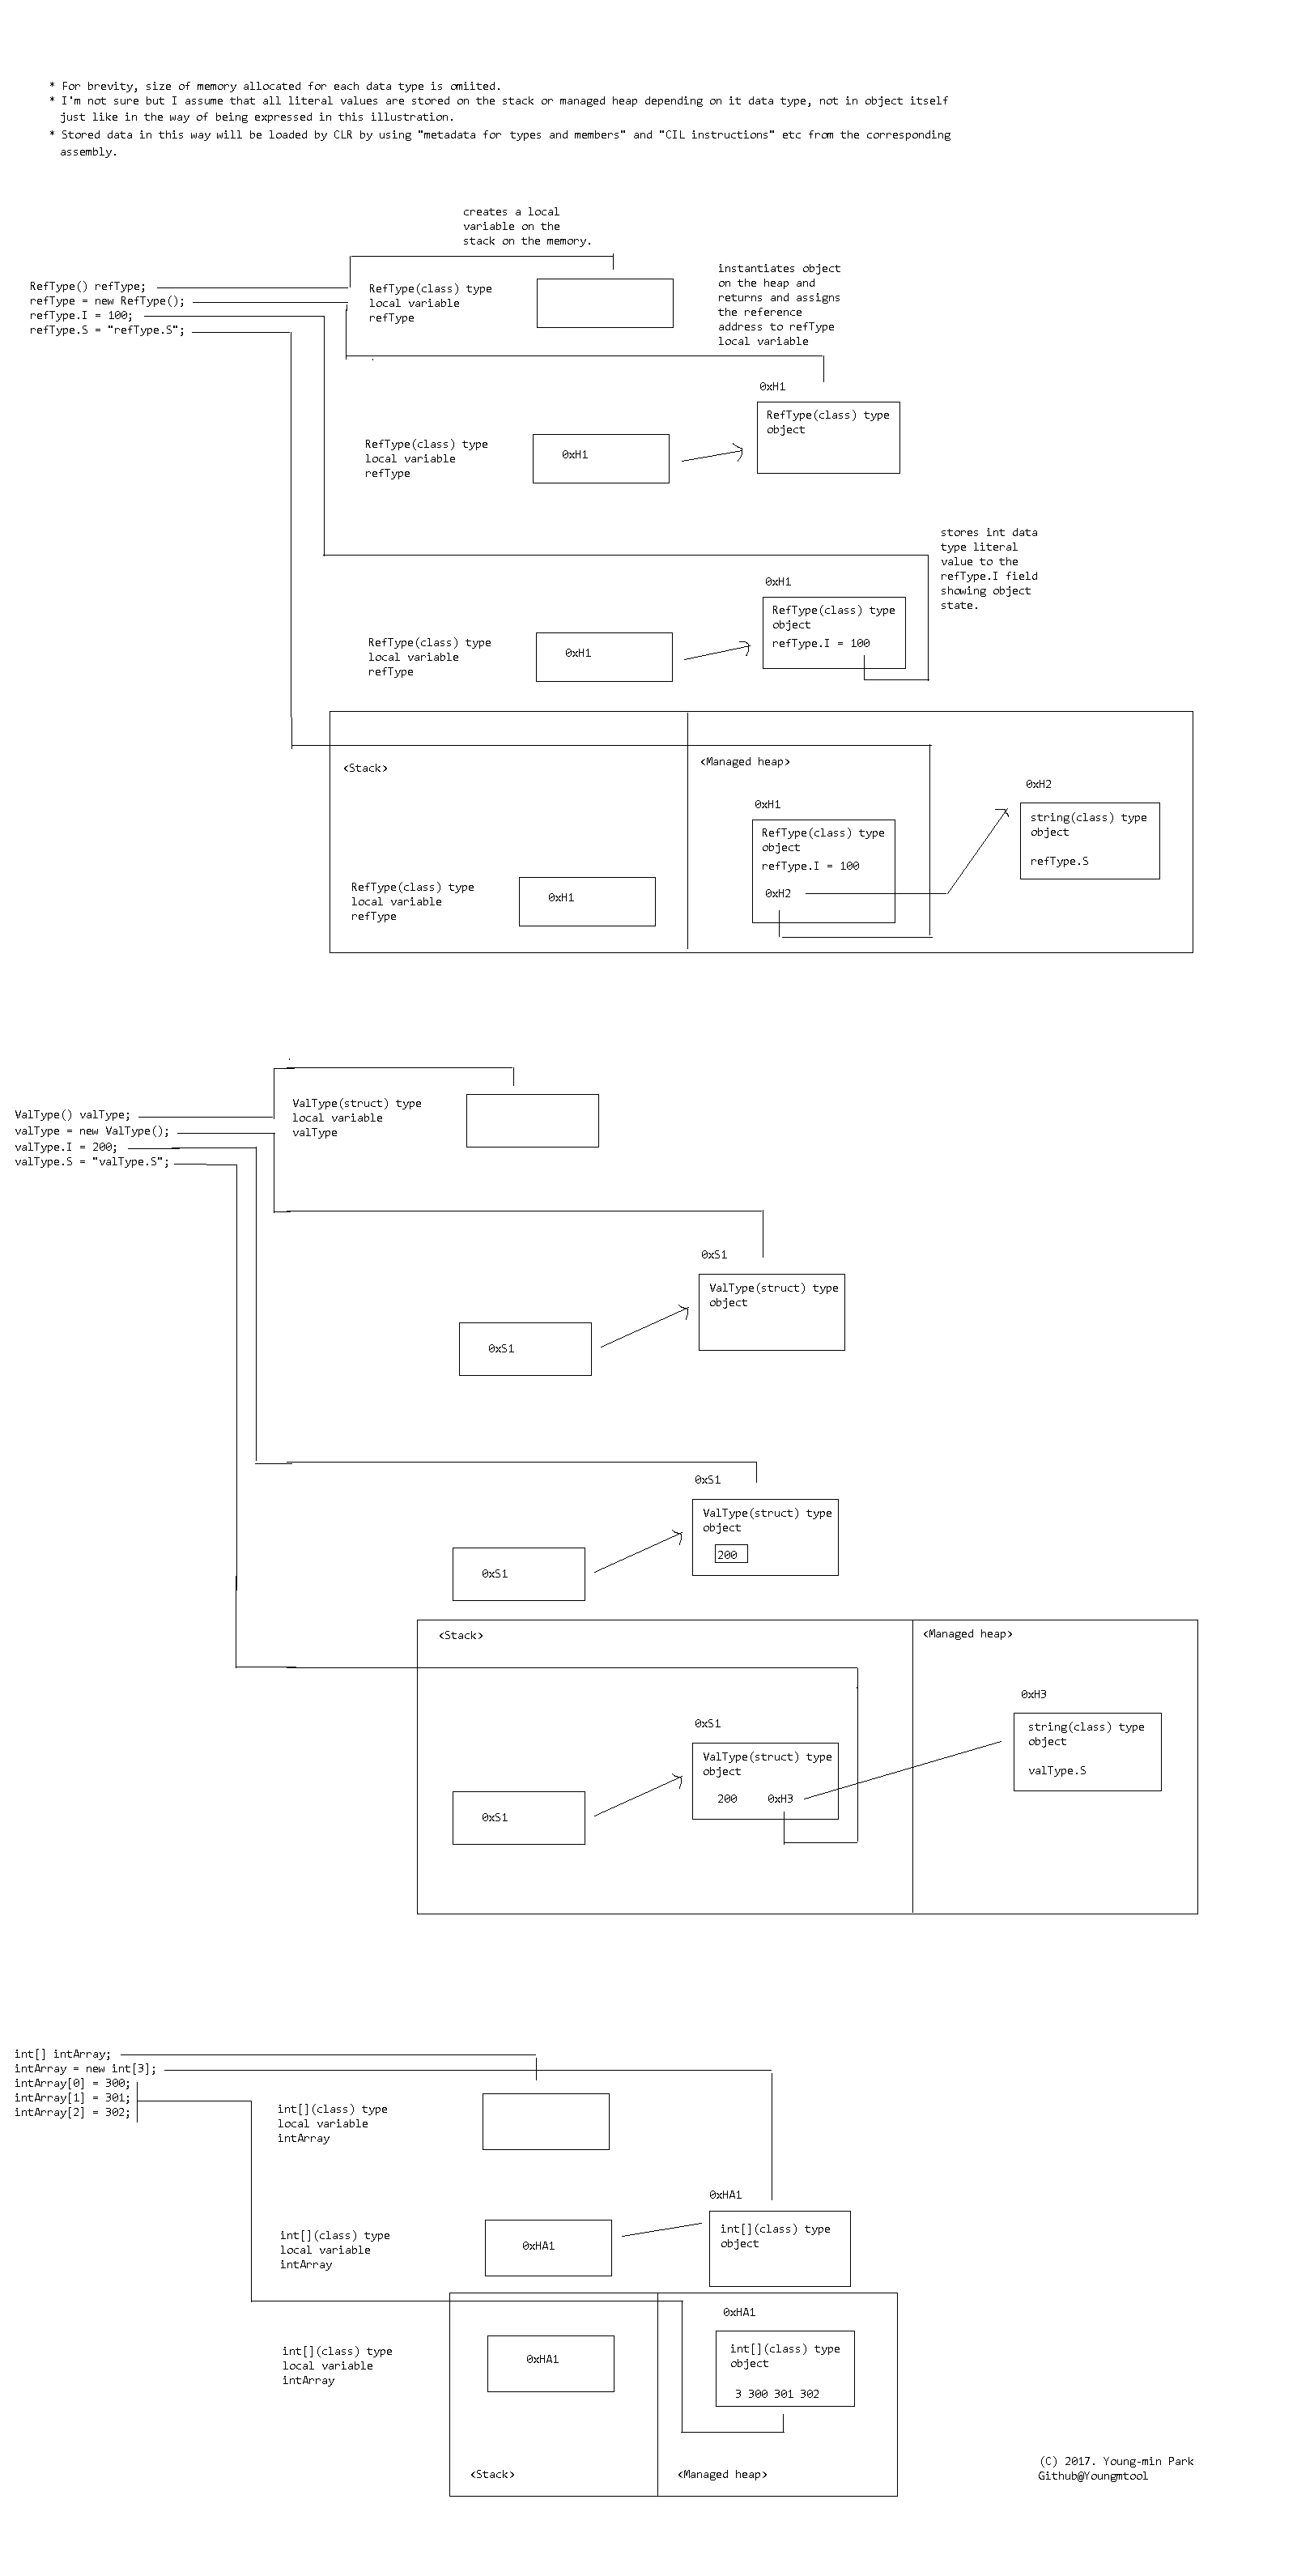 * For brevity, size of memory allocated for each data type is omiited.
* I'm not sure but I assume that all literal values are stored on the stack or managed heap depending on it data type, not in object itself
just like in the way of being expressed in this illustration.
* Stored data in this way will be loaded by CLR by using "metadata for types and members" and "CIL instructions" etc from the corresponding
assembly.
creates a local
variable on the
stack on the memory.
RefType() refType;
refType = new RefType();
refType.I = 100;
refType.S = "refType.S";
RefType(class) type
local variable
refType
instantiates object
on the heap and
returns and assigns
the reference
address to refType
local variable
0xH1
RefType(class) type
object
RefType(class) type
local variable
refType
0xH1
stores int data
type literal
value to the
refType.I field
showing object
state.
0xH1
RefType(class) type
object
refType.I = 100
RefType(class) type
local variable
refType
0xH1
<Stack>
<Managed heap>
0xH1
RefType(class) type
object
refType.I = 100
0xH2
0xH2
string(class) type
object
refType.S
RefType(class) type
local variable
refType
0xH1
ValType() valType;
valType = new ValType();
valType.I = 200;
valType.S = "valType.S";
ValType(struct) type
local variable
valType
0xS1
ValType(struct) type
object
0xS1
0xS1
ValType(struct) type
object
200
0xS1
<Stack>
<Managed heap>
0xS1
ValType(struct) type
object
200 0xH3
0xS1
0xH3
string(class) type
object
valType.S
int[] intArray;
intArray = new int[3];
intArray[0] = 300;
intArray[1] = 301;
intArray[2] = 302;
int[](class) type
local variable
intArray
0xHA1
int[](class) type
object
int[](class) type
local variable
intArray
0xHA1
0xHA1
int[](class) type
object
3 300 301 302
int[](class) type
local variable
intArray
0xHA1
<Stack>
<Managed heap>
(C) 2017. Young-min Park
Github@Youngmtool